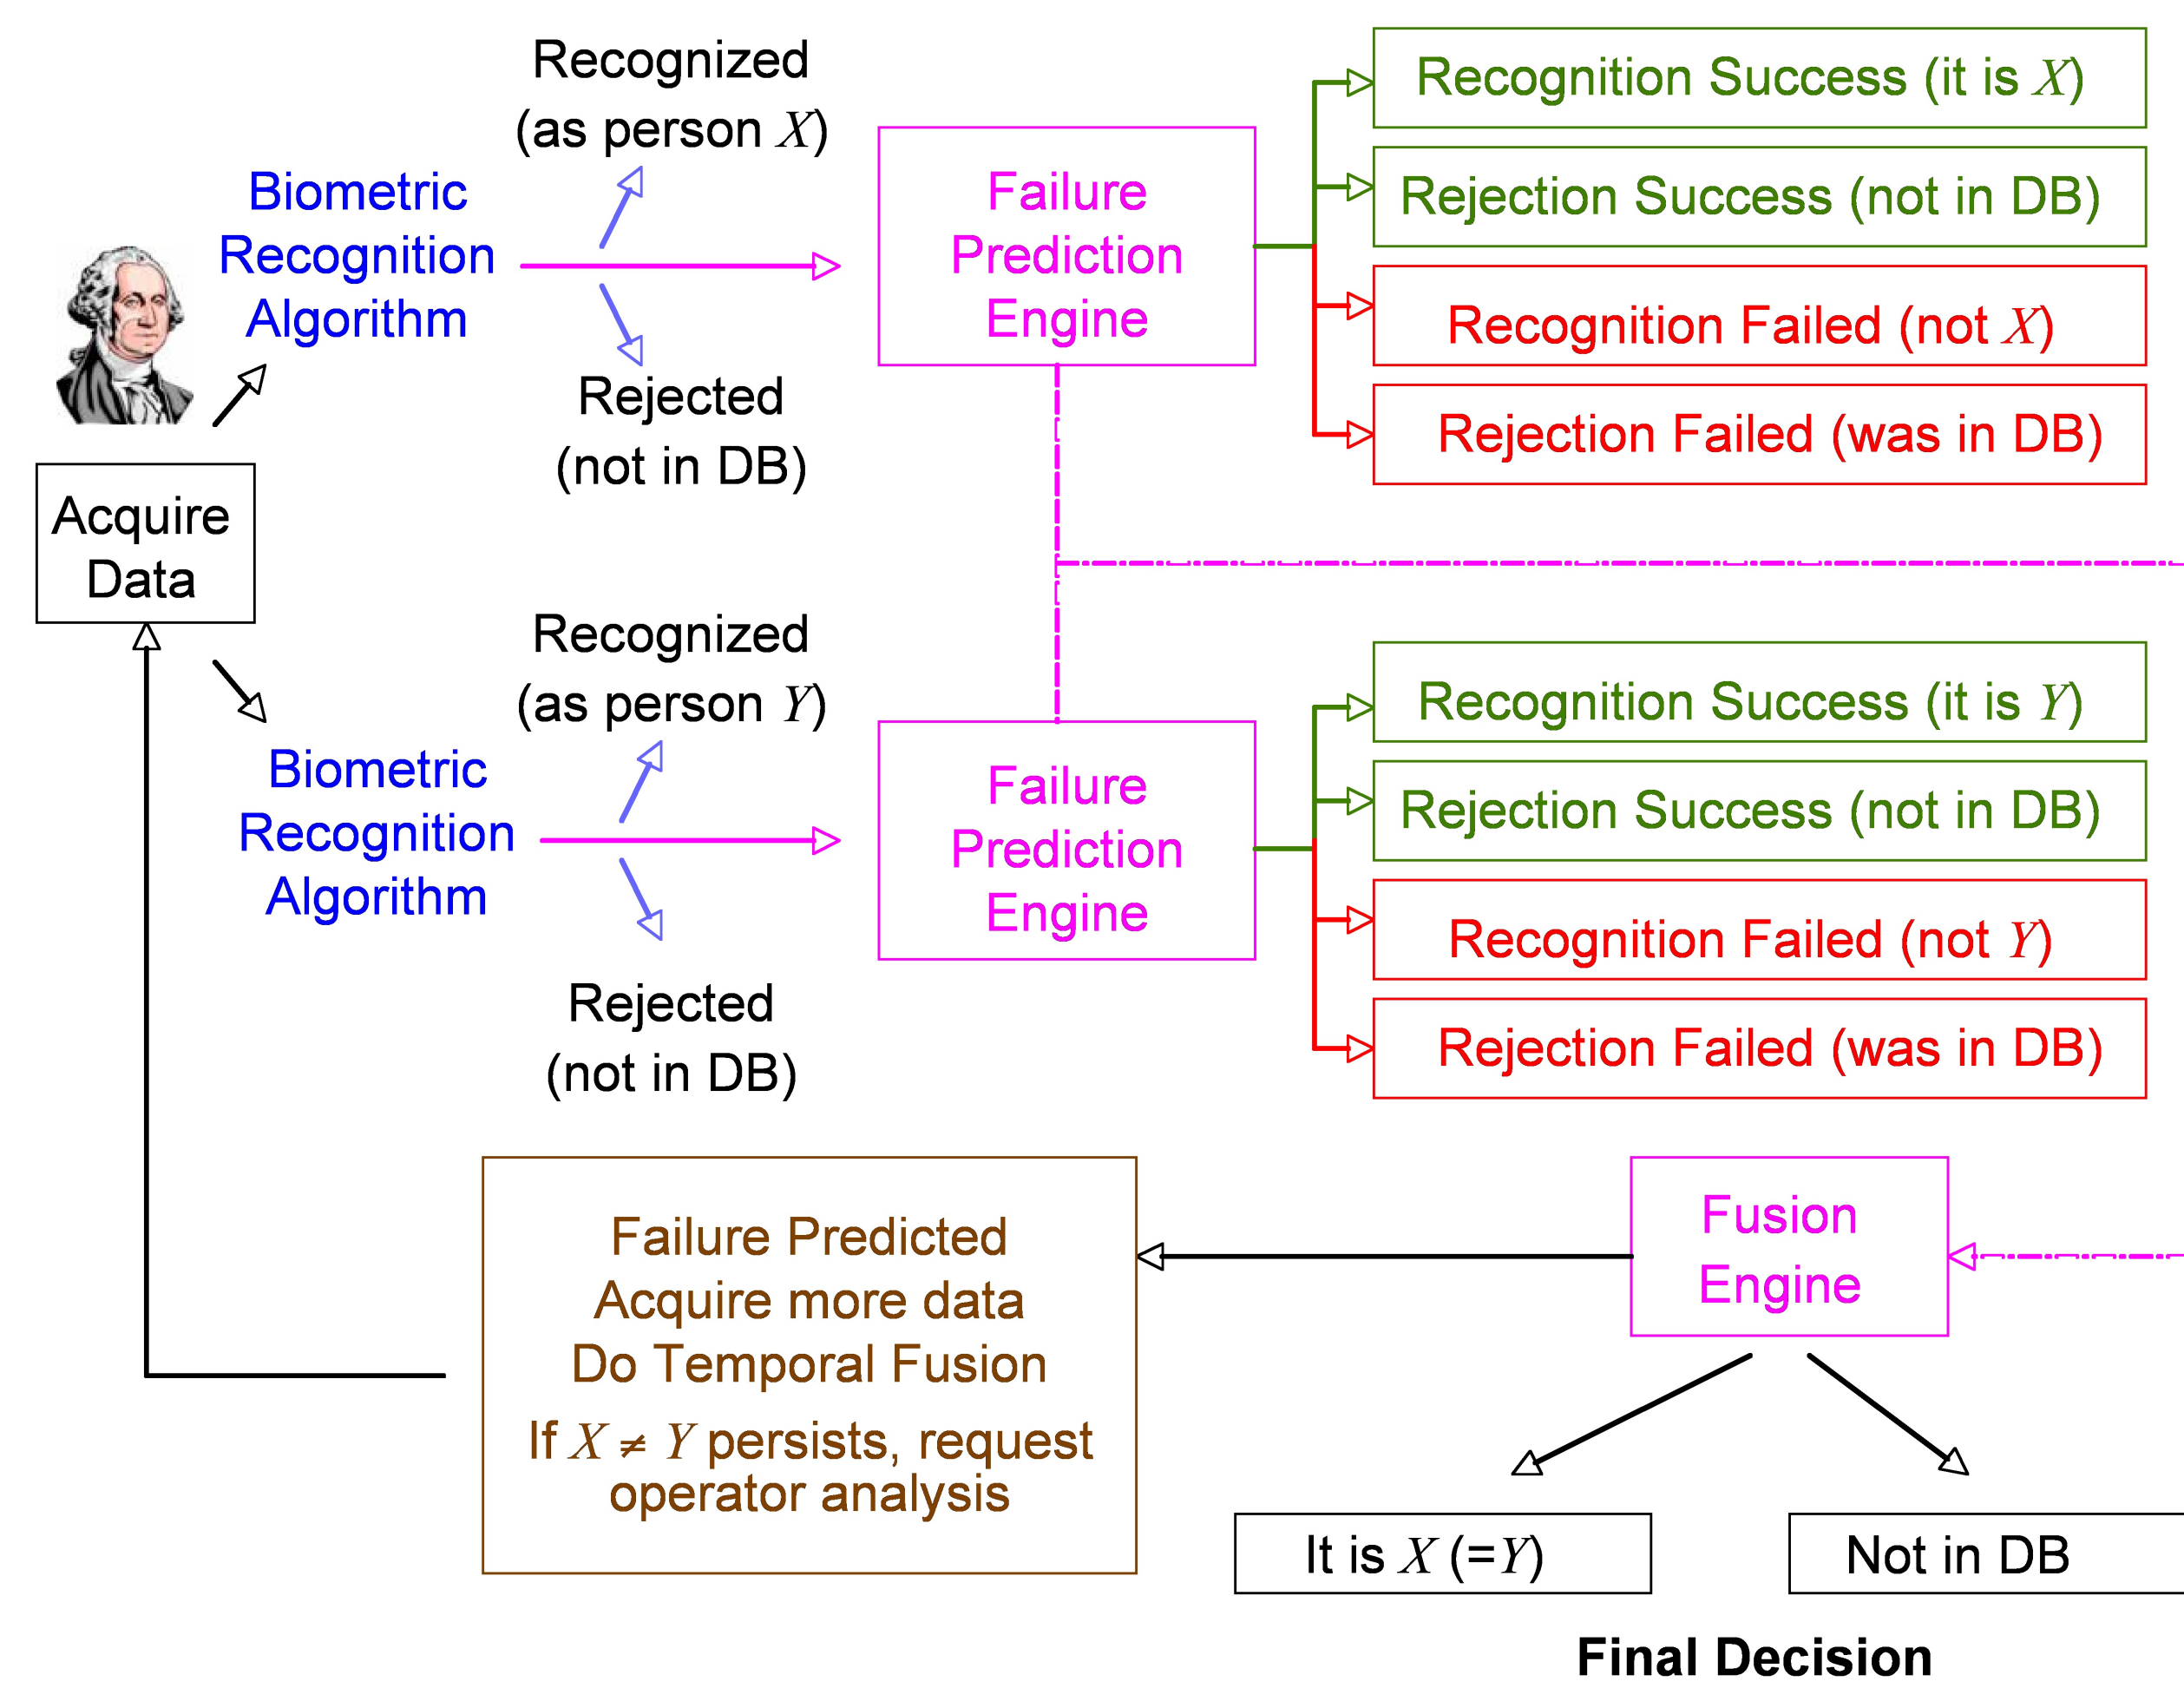 Recognized
(as person X)
Biometric
Recognition
Algorithm
Rejected
(not in DB)
Failure
Prediction
Engine
Recognition Success (it is X)
Rejection Success (not in DB)
Recognition Failed (not X)
Rejection Failed (was in DB)
Acquire
Data
Recognized
(as person Y)
Biometric
Recognition
Algorithm
Rejected
(not in DB)
Failure
Prediction
Engine
Recognition Success (it is Y)
Rejection Success (not in DB)
Recognition Failed (not Y)
Rejection Failed (was in DB)
Failure Predicted
Acquire more data
Do Temporal Fusion
If X ≠ Y persists, request
operator analysis
Fusion
Engine
It is X (=Y)
Not in DB
Final Decision